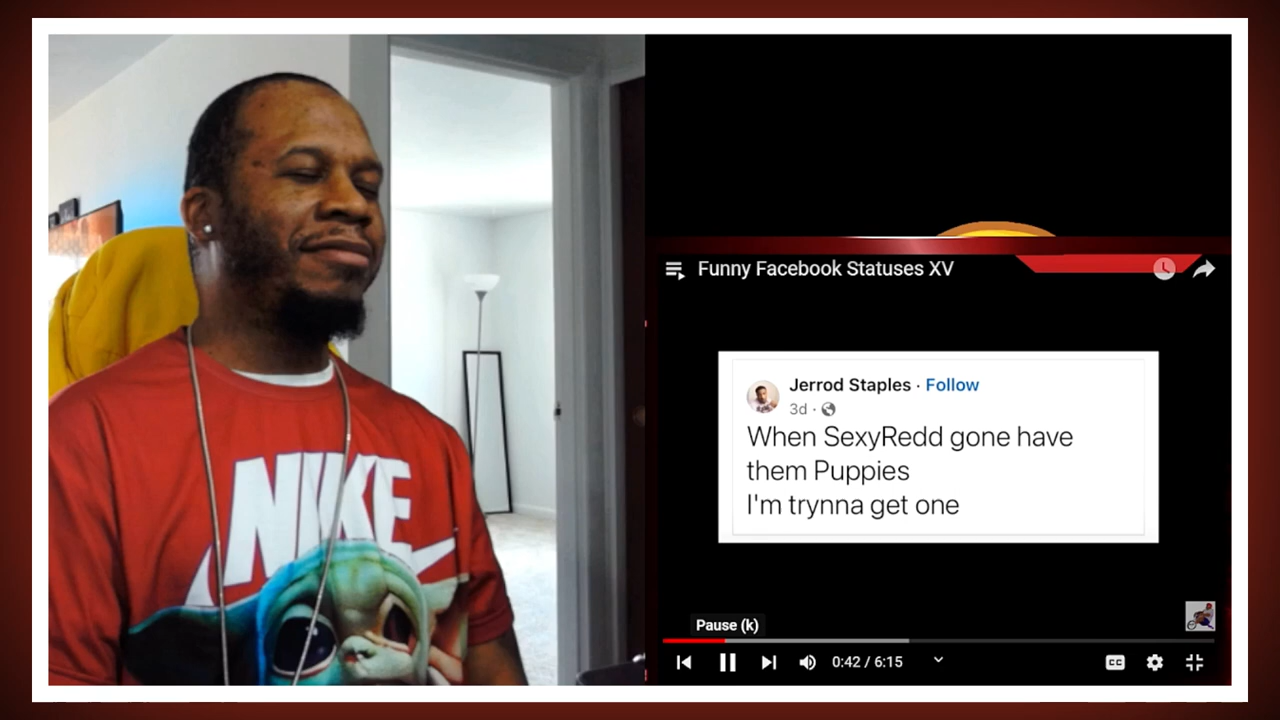 NIKE
Funny Facebook Statuses XV
Jerrod Staples · Follow
3d ·
When SexyRedd gone have
them Puppies
I'm trynna get one
Pause (k)
0:42 / 6:15
CC